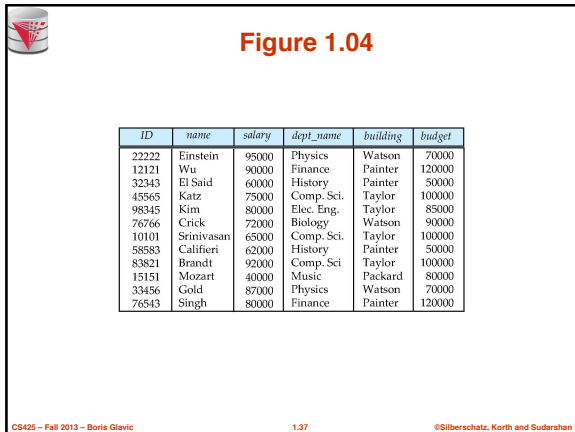 Figure 1.04
ID name salary dept_name building budget
22222 Einstein 95000 Physics Watson 70000
12121 Wu 90000 Finance Painter 120000
32343 El Said 60000 History Painter 50000
45565 Katz 75000 Comp. Sci. Taylor 100000
98345 Kim 80000 Elec. Eng. Taylor 85000
76766 Crick 72000 Biology Watson 90000
10101 Srinivasan 65000 Comp. Sci. Taylor 100000
58583 Califieri 62000 History Painter 50000
83821 Brandt 92000 Comp. Sci Taylor 100000
15151 Mozart 40000 Music Packard 80000
33456 Gold 87000 Physics Watson 70000
76543 Singh 80000 Finance Painter 120000
CS425 – Fall 2013 – Boris Glavic 1.37 ©Silberschatz, Korth and Sudarshan